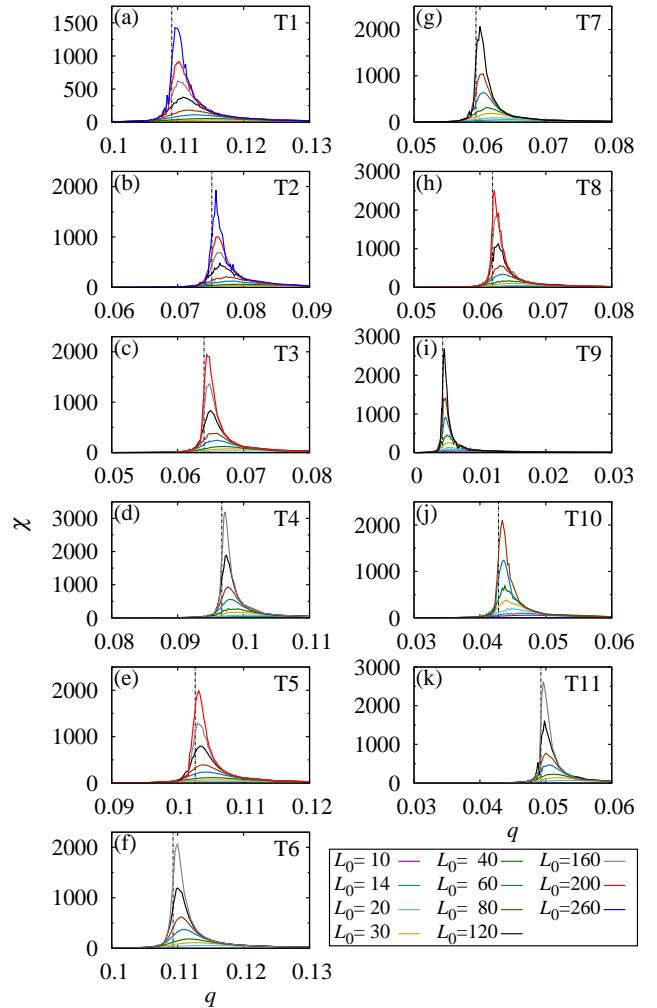 (a) T1
1500
1000
500
0
0.1 0.11 0.12 0.13
(b) T2
2000
1000
0
0.06 0.07 0.08 0.09
(c) T3
2000
1000
0
0.05 0.06 0.07 0.08
χ
(d) T4
3000
2000
1000
0
0.08 0.09 0.1 0.11
(e) T5
2000
1000
0
0.09 0.1 0.11 0.12
(f) T6
2000
1000
0
0.1 0.11 0.12 0.13
q
(g) T7
2000
1000
0
0.05 0.06 0.07 0.08
(h) T8
3000
2000
1000
0
0.05 0.06 0.07 0.08
(i) T9
3000
2000
1000
0
0 0.01 0.02 0.03
(j) T10
2000
1000
0
0.03 0.04 0.05 0.06
(k) T11
3000
2000
1000
0
0.03 0.04 0.05 0.06
q
L0= 10 L0= 40 L0=160
L0= 14 L0= 60 L0=200
L0= 20 L0= 80 L0=260
L0= 30 L0=120